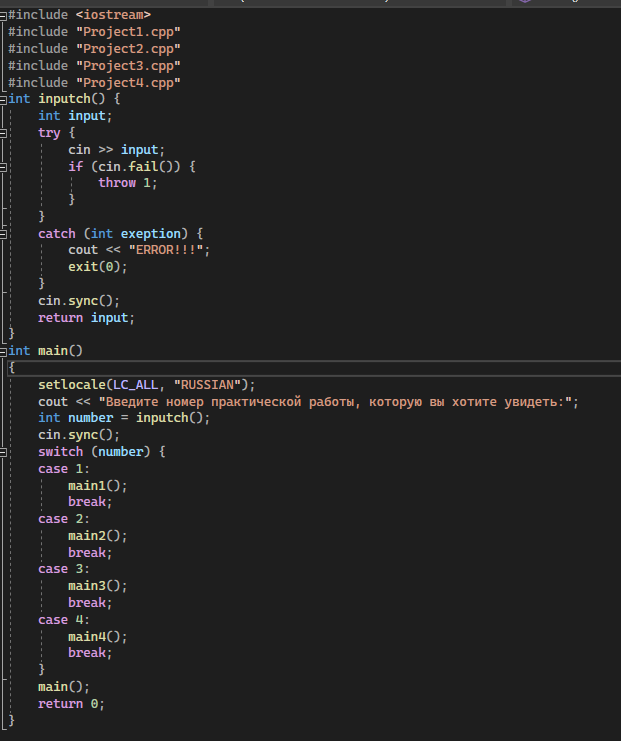 #include <iostream>
#include "Project1.cpp"
#include "Project2.cpp"
#include "Project3.cpp"
#include "Project4.cpp"
int inputch() {
    int input;
    try {
        cin >> input;
        if (cin.fail()) {
            throw 1;
        }
    }
    catch (int exeption) {
        cout << "ERROR!!!";
        exit(0);
    }
    cin.sync();
    return input;
}
int main()
{
    setlocale(LC_ALL, "RUSSIAN");
    cout << "Введите номер практической работы, которую вы хотите увидеть:";
    int number = inputch();
    cin.sync();
    switch (number) {
    case 1:
        main1();
        break;
    case 2:
        main2();
        break;
    case 3:
        main3();
        break;
    case 4:
        main4();
        break;
    }
    main();
    return 0;
}